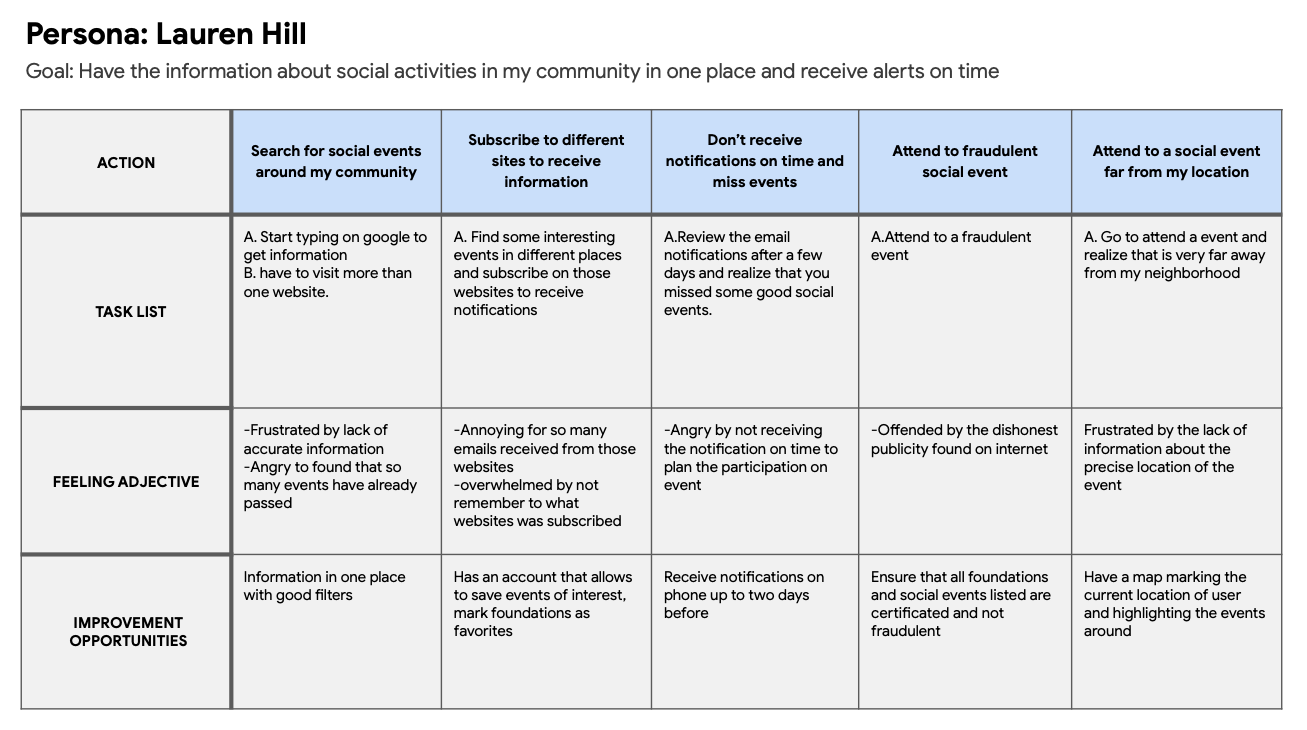 Persona: Lauren Hill
Goal: Have the information about social activities in my community in one place and receive alerts on time
ACTION
Search for social events
around my community
Subscribe to different
sites to receive
information
Don't receive
notifications on time and
miss events
Attend to fraudulent
social event
Attend to a social event
far from my location
TASK LIST
A. Start typing on google to
get information
B. have to visit more than
one website.
A. Find some interesting
events in different places
and subscribe on those
websites to receive
notifications
A.Review the email
notifications after a few
days and realize that you
missed some good social
events.
A.Attend to a fraudulent
event
A. Go to attend a event and
realize that is very far away
from my neighborhood
FEELING ADJECTIVE
-Frustrated by lack of
accurate information
-Angry to found that so
many events have already
passed
-Annoying for so many
emails received from those
websites
-overwhelmed by not
remember to what
websites was subscribed
-Angry by not receiving
the notification on time to
plan the participation on
event
-Offended by the dishonest
publicity found on internet
Frustrated by the lack of
information about the
precise location of the
event
IMPROVEMENT
OPPORTUNITIES
Information in one place
with good filters
Has an account that allows
to save events of interest,
mark foundations as
favorites
Receive notifications on
phone up to two days
before
Ensure that all foundations
and social events listed are
certificated and not
fraudulent
Have a map marking the
current location of user
and highlighting the events
around